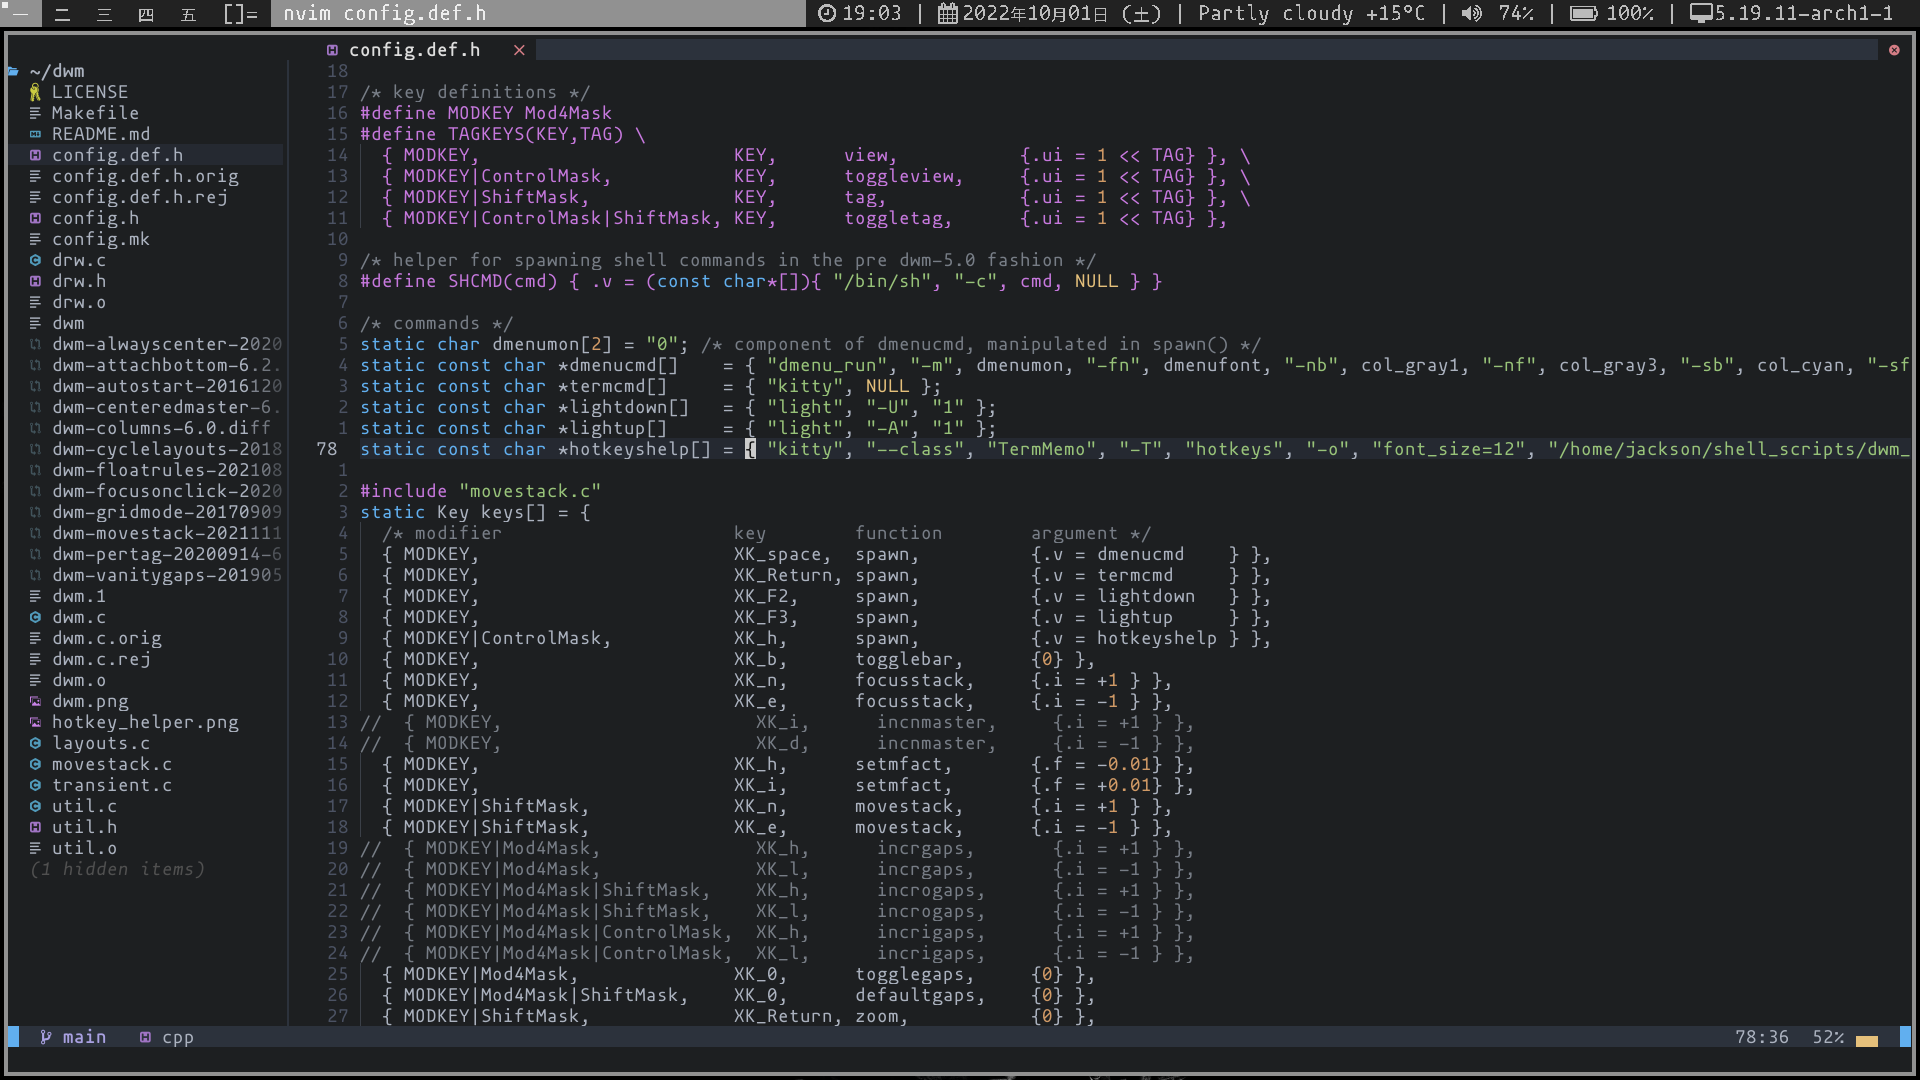 一 二 三 四 五 []= nvim config.def.h 19:03 | 2022年10月01日 (土) | Partly cloudy +15°C | 74% | 100% | 5.19.11-arch1-1
config.def.h ×
~/dwm
LICENSE
Makefile
README.md
config.def.h
config.def.h.orig
config.def.h.rej
config.h
config.mk
drw.c
drw.h
drw.o
dwm
dwm-alwayscenter-2020
dwm-attachbottom-6.2.
dwm-autostart-2016120
dwm-centeredmaster-6.
dwm-columns-6.0.diff
dwm-cyclelayouts-2018
dwm-floatrules-202108
dwm-focusonclick-2020
dwm-gridmode-20170909
dwm-movestack-2021111
dwm-pertag-20200914-6
dwm-vanitygaps-201905
dwm.1
dwm.c
dwm.c.orig
dwm.c.rej
dwm.o
dwm.png
hotkey_helper.png
layouts.c
movestack.c
transient.c
util.c
util.h
util.o
(1 hidden items)
18
17 /* key definitions */
16 #define MODKEY Mod4Mask
15 #define TAGKEYS(KEY,TAG) \
14 { MODKEY, KEY, view, {.ui = 1 << TAG} }, \
13 { MODKEY|ControlMask, KEY, toggleview, {.ui = 1 << TAG} }, \
12 { MODKEY|ShiftMask, KEY, tag, {.ui = 1 << TAG} }, \
11 { MODKEY|ControlMask|ShiftMask, KEY, toggletag, {.ui = 1 << TAG} },
10
9 /* helper for spawning shell commands in the pre dwm-5.0 fashion */
8 #define SHCMD(cmd) { .v = (const char*[]){ "/bin/sh", "-c", cmd, NULL } }
7
6 /* commands */
5 static char dmenumon[2] = "0"; /* component of dmenucmd, manipulated in spawn() */
4 static const char *dmenucmd[] = { "dmenu_run", "-m", dmenumon, "-fn", dmenufont, "-nb", col_gray1, "-nf", col_gray3, "-sb", col_cyan, "-sf
3 static const char *termcmd[] = { "kitty", NULL };
2 static const char *lightdown[] = { "light", "-U", "1" };
1 static const char *lightup[] = { "light", "-A", "1" };
78 static const char *hotkeyshelp[] = { "kitty", "--class", "TermMemo", "-T", "hotkeys", "-o", "font_size=12", "/home/jackson/shell_scripts/dwm_
1
2 #include "movestack.c"
3 static Key keys[] = {
4 /* modifier key function argument */
5 { MODKEY, XK_space, spawn, {.v = dmenucmd } },
6 { MODKEY, XK_Return, spawn, {.v = termcmd } },
7 { MODKEY, XK_F2, spawn, {.v = lightdown } },
8 { MODKEY, XK_F3, spawn, {.v = lightup } },
9 { MODKEY|ControlMask, XK_h, spawn, {.v = hotkeyshelp } },
10 { MODKEY, XK_b, togglebar, {0} },
11 { MODKEY, XK_n, focusstack, {.i = +1 } },
12 { MODKEY, XK_e, focusstack, {.i = -1 } },
13 // { MODKEY, XK_i, incnmaster, {.i = +1 } },
14 // { MODKEY, XK_d, incnmaster, {.i = -1 } },
15 { MODKEY, XK_h, setmfact, {.f = -0.01} },
16 { MODKEY, XK_i, setmfact, {.f = +0.01} },
17 { MODKEY|ShiftMask, XK_n, movestack, {.i = +1 } },
18 { MODKEY|ShiftMask, XK_e, movestack, {.i = -1 } },
19 // { MODKEY|Mod4Mask, XK_h, incrgaps, {.i = +1 } },
20 // { MODKEY|Mod4Mask, XK_l, incrgaps, {.i = -1 } },
21 // { MODKEY|Mod4Mask|ShiftMask, XK_h, incrogaps, {.i = +1 } },
22 // { MODKEY|Mod4Mask|ShiftMask, XK_l, incrogaps, {.i = -1 } },
23 // { MODKEY|Mod4Mask|ControlMask, XK_h, incrigaps, {.i = +1 } },
24 // { MODKEY|Mod4Mask|ControlMask, XK_l, incrigaps, {.i = -1 } },
25 { MODKEY|Mod4Mask, XK_0, togglegaps, {0} },
26 { MODKEY|Mod4Mask|ShiftMask, XK_0, defaultgaps, {0} },
27 { MODKEY|ShiftMask, XK_Return, zoom, {0} },
main cpp 78:36 52%